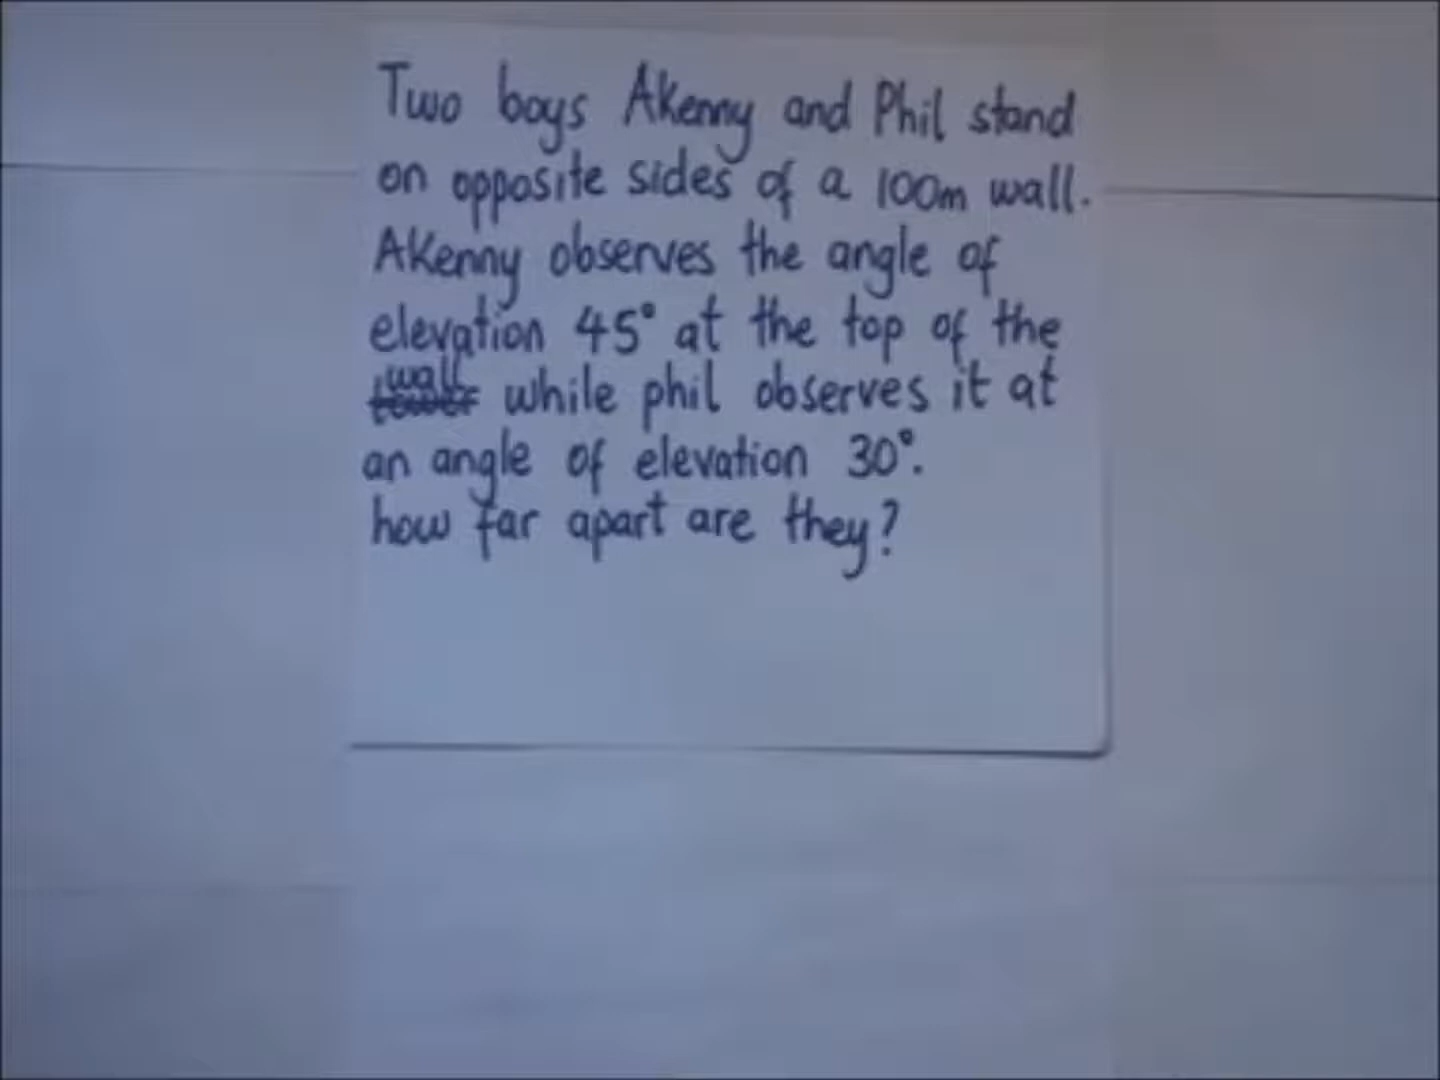 Two boys Akenny and Phil stand
on opposite sides of a 100m wall.
Akenny observes the angle of
elevation 45° at the top of the
wall while phil observes it at
an angle of elevation 30°.
how far apart are they?